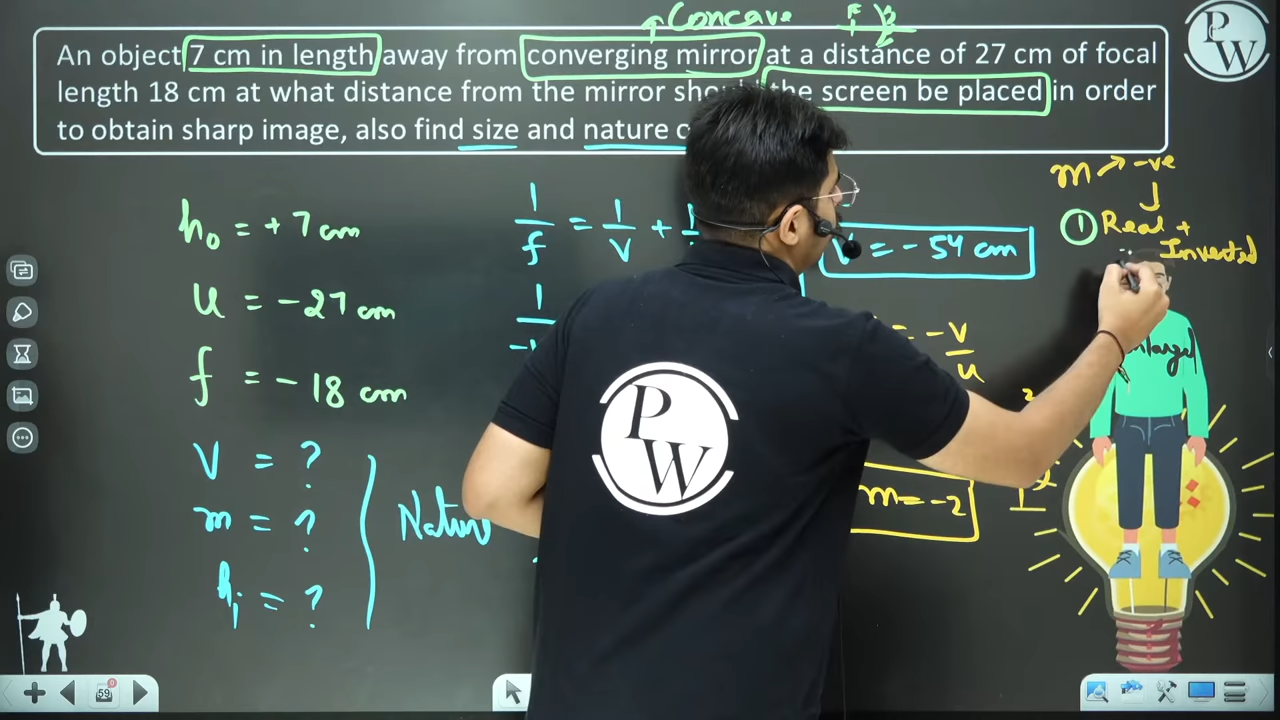 Concave F P
An object 7 cm in length away from converging mirror at a distance of 27 cm of focal
length 18 cm at what distance from the mirror the screen be placed in order
to obtain sharp image, also find size and nature
P W
m → -ve
① Real +
Inverted
h₀ = +7 cm
1/f = 1/v +
v = - 54 cm
u = -27 cm
= -v/u
f = - 18 cm
v = ?
m = ?
Nature
m = -2
hi = ?
P W
59